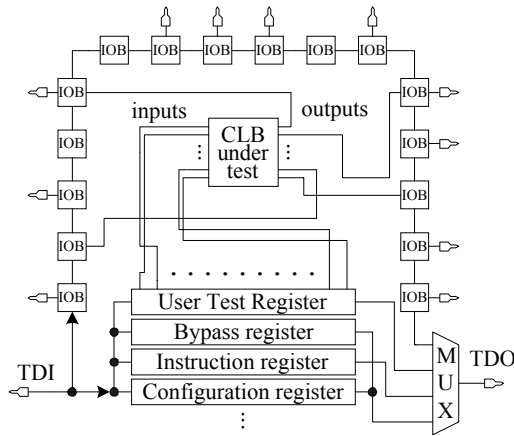 IOB IOB IOB IOB IOB IOB
IOB inputs outputs IOB
CLB
under
test
IOB IOB
IOB IOB
IOB IOB
IOB User Test Register IOB
Bypass register
Instruction register
Configuration register
TDI
M
U
X
TDO